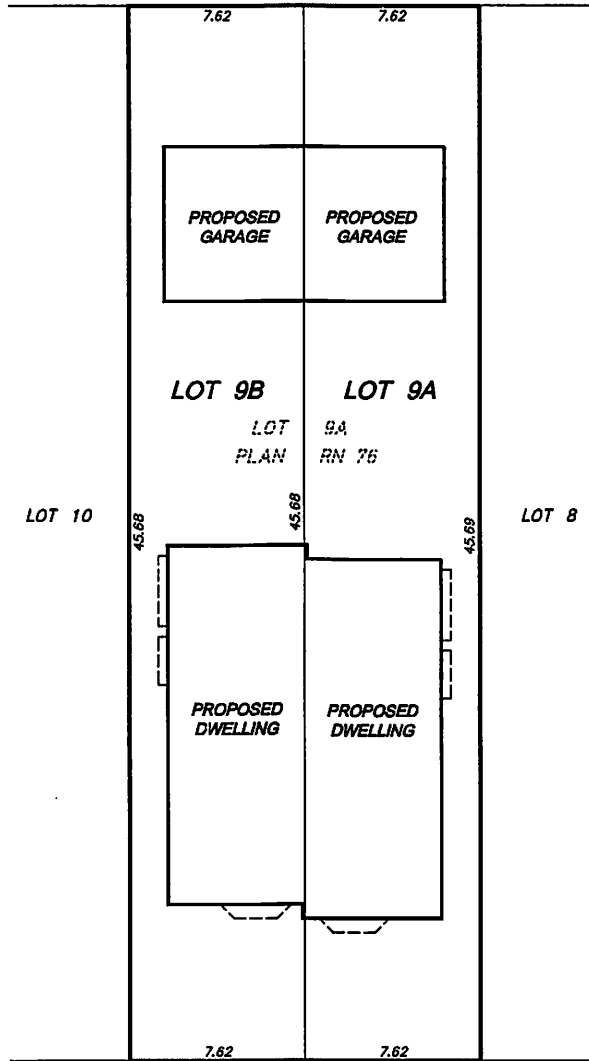 7.62 7.62
PROPOSED GARAGE
PROPOSED GARAGE
LOT 9B LOT 9A
LOT 9A
PLAN RN 76
LOT 10
45.68
45.68
45.69
LOT 8
PROPOSED DWELLING
PROPOSED DWELLING
7.62 7.62